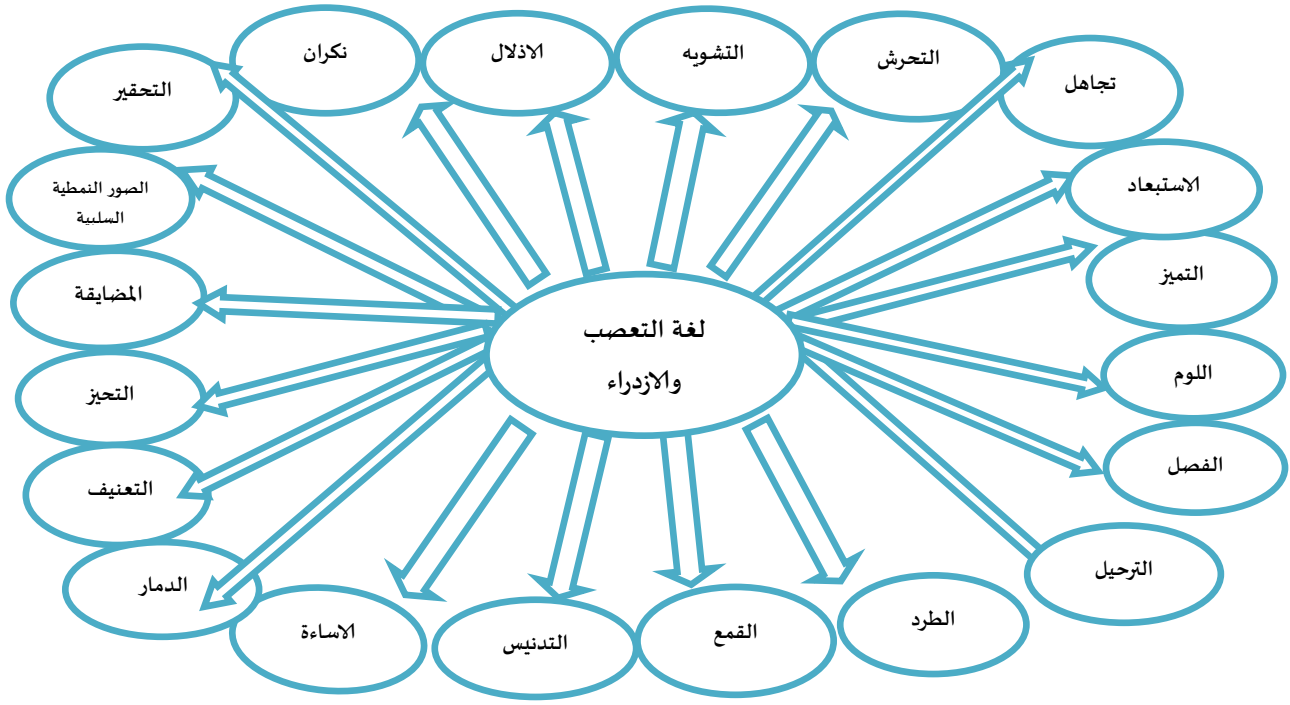 نكران
الاذلال
التشويه
التحرش
تجاهل
التحقير
الاستبعاد
الصور النمطية
السلبية
التميز
المضايقة
لغة التعصب
والازدراء
اللوم
التحيز
الفصل
التعنيف
الترحيل
الدمار
الطرد
القمع
التدنيس
الاساءة